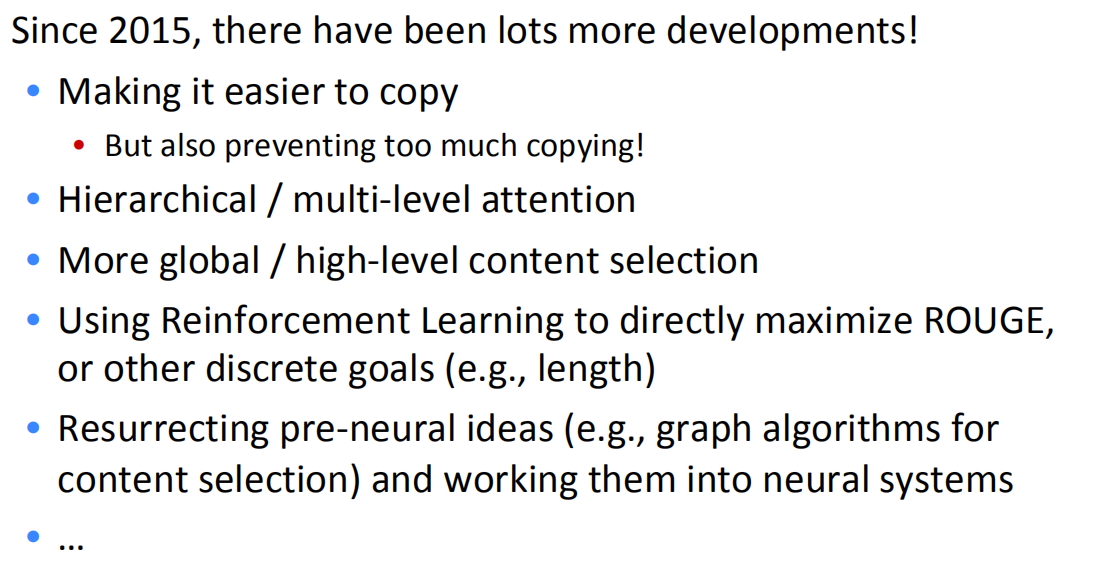 Since 2015, there have been lots more developments!
• Making it easier to copy
• But also preventing too much copying!
• Hierarchical / multi-level attention
• More global / high-level content selection
• Using Reinforcement Learning to directly maximize ROUGE,
or other discrete goals (e.g., length)
• Resurrecting pre-neural ideas (e.g., graph algorithms for
content selection) and working them into neural systems
• ...